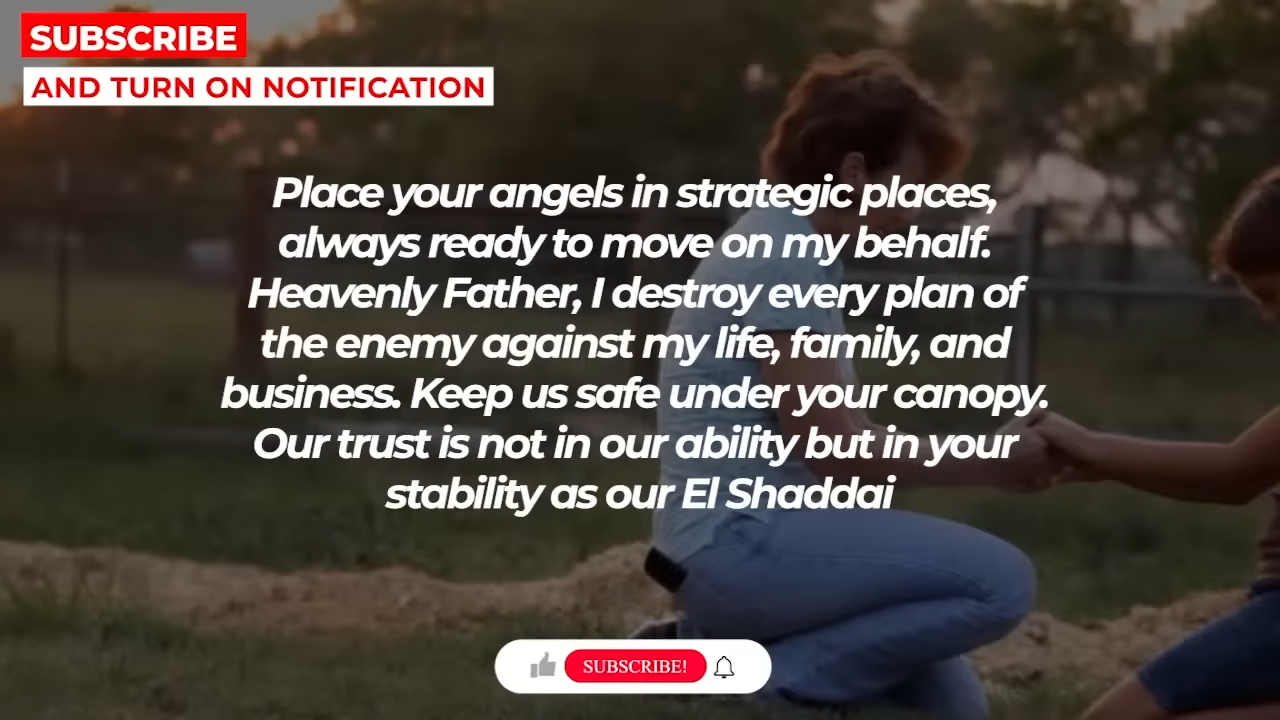 SUBSCRIBE
AND TURN ON NOTIFICATION
Place your angels in strategic places,
always ready to move on my behalf.
Heavenly Father, I destroy every plan of
the enemy against my life, family, and
business. Keep us safe under your canopy.
Our trust is not in our ability but in your
stability as our El Shaddai
SUBSCRIBE!